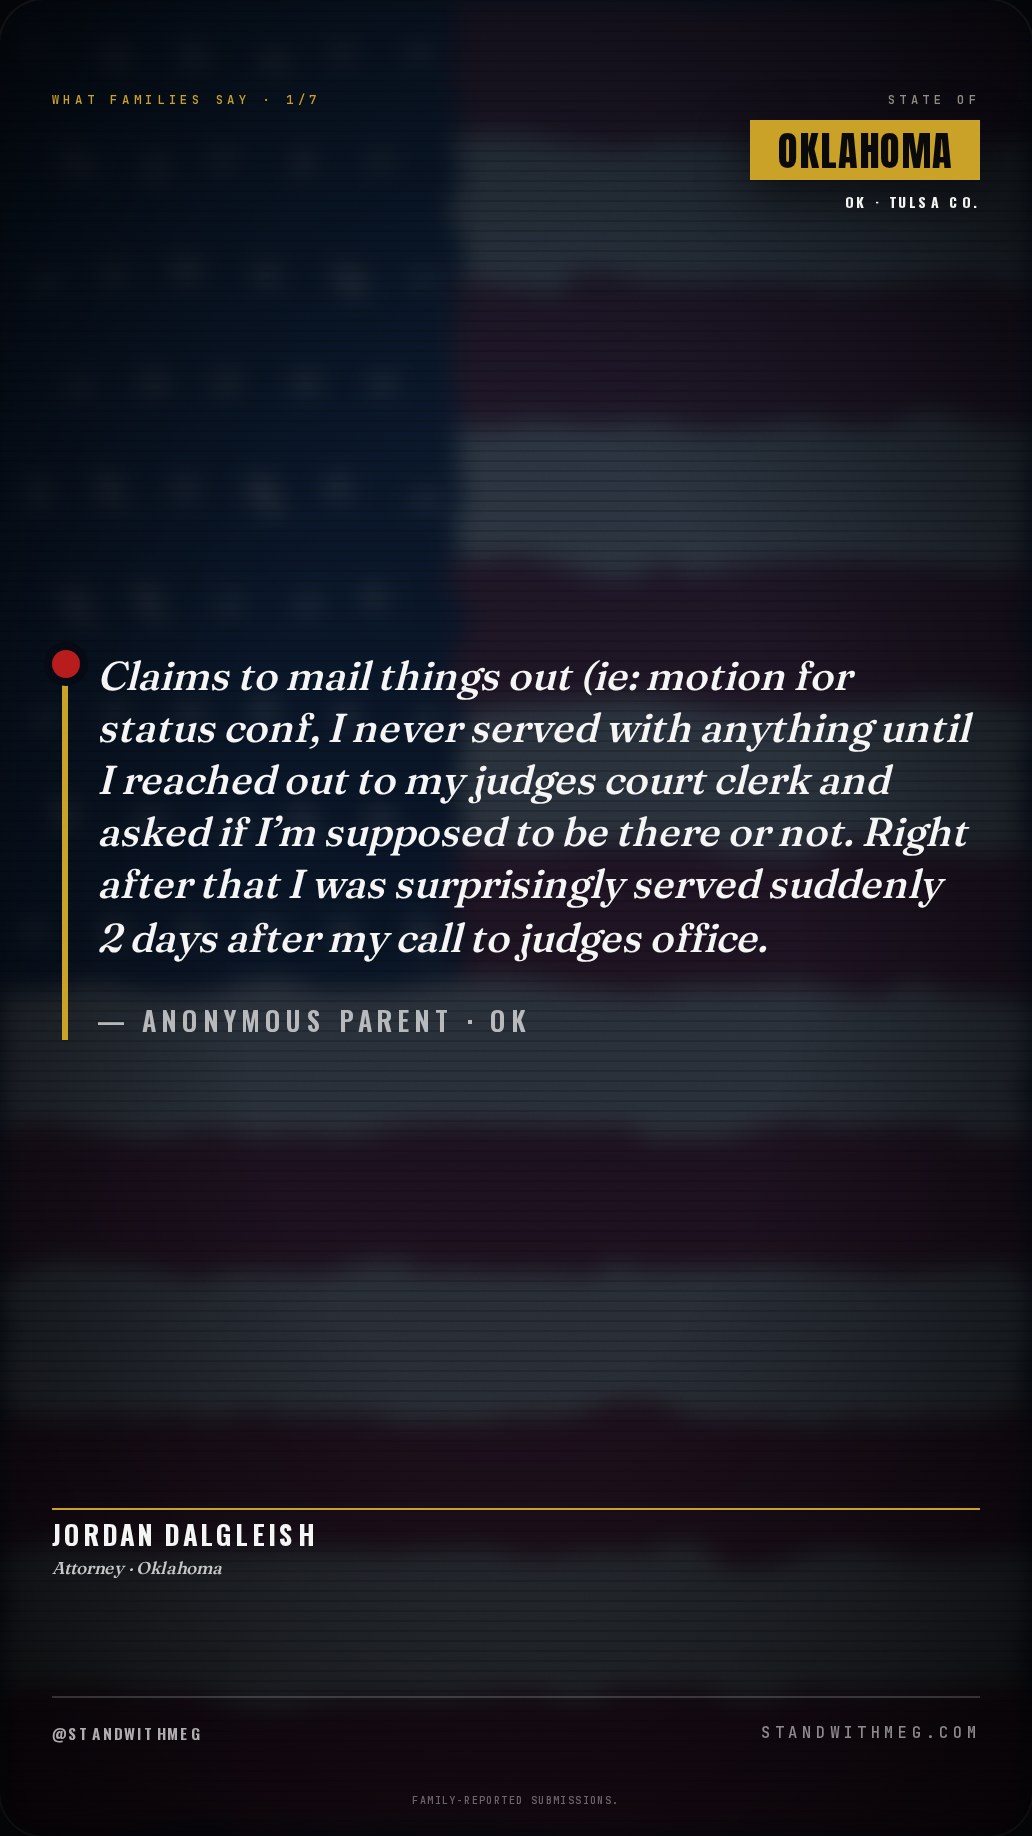 WHAT FAMILIES SAY · 1/7
STATE OF
OKLAHOMA
OK · TULSA CO.
Claims to mail things out (ie: motion for
status conf, I never served with anything until
I reached out to my judges court clerk and
asked if I’m supposed to be there or not. Right
after that I was surprisingly served suddenly
2 days after my call to judges office.
— ANONYMOUS PARENT · OK
JORDAN DALGLEISH
Attorney · Oklahoma
@STANDWITHMEG
STANDWITHMEG.COM
FAMILY-REPORTED SUBMISSIONS.